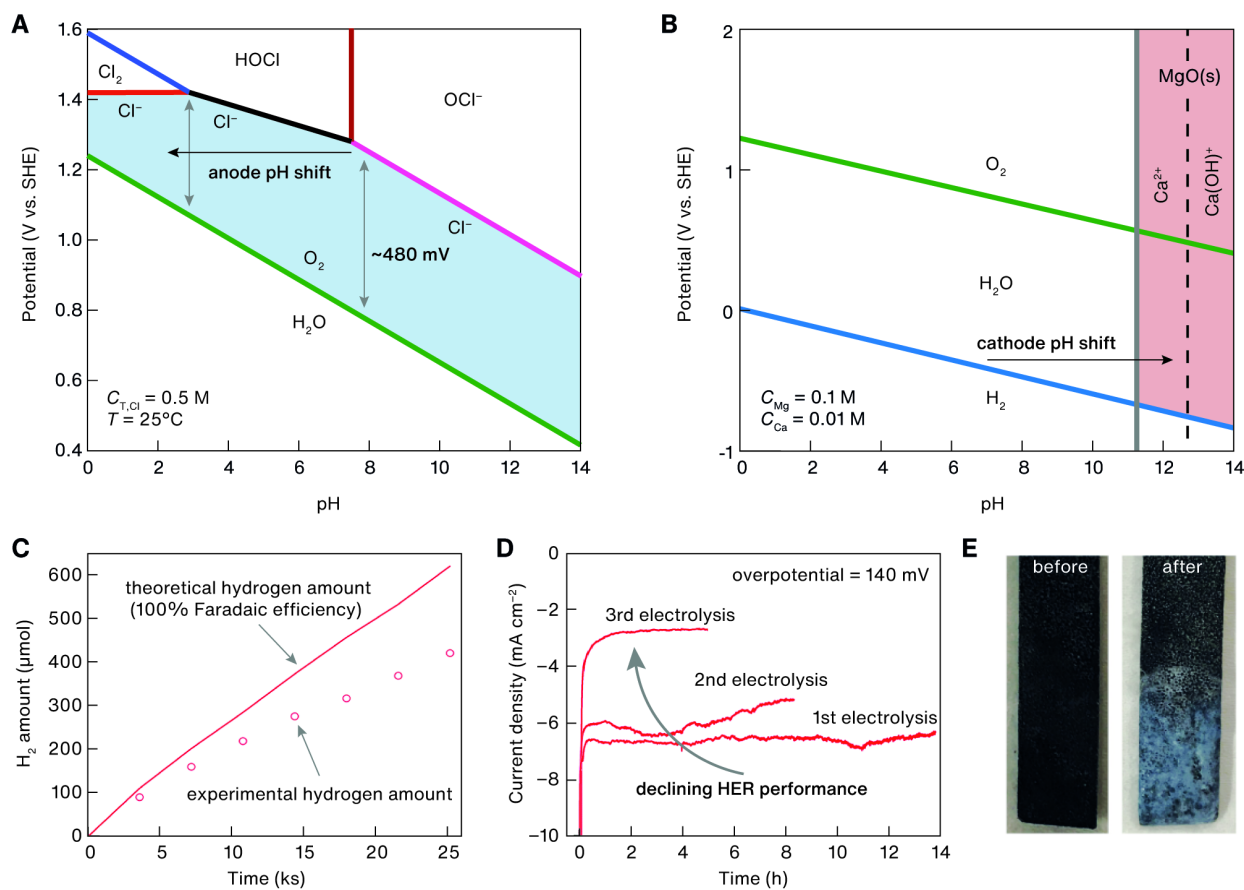 A
1.6
1.4
1.2
1.0
0.8
0.6
0.4
Potential (V vs. SHE)
Cl₂
HOCl
OCl⁻
Cl⁻
Cl⁻
anode pH shift
Cl⁻
~480 mV
O₂
H₂O
C_T,Cl = 0.5 M
T = 25°C
0 2 4 6 8 10 12 14
pH
B
2
1
0
-1
Potential (V vs. SHE)
MgO(s)
Ca²⁺
Ca(OH)⁺
O₂
H₂O
cathode pH shift
H₂
C_Mg = 0.1 M
C_Ca = 0.01 M
0 2 4 6 8 10 12 14
pH
C
600
500
400
300
200
100
0
H₂ amount (µmol)
theoretical hydrogen amount
(100% Faradaic efficiency)
experimental hydrogen amount
0 5 10 15 20 25
Time (ks)
D
0
−2
−4
−6
−8
−10
Current density (mA cm⁻²)
overpotential = 140 mV
3rd electrolysis
2nd electrolysis
1st electrolysis
declining HER performance
0 2 4 6 8 10 12 14
Time (h)
E
before
after